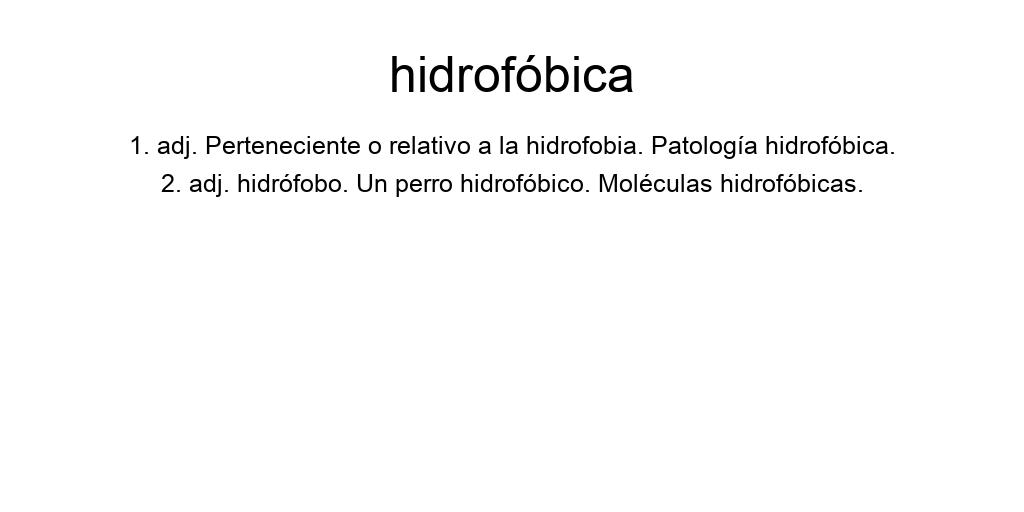 hidrofóbica
1. adj. Perteneciente o relativo a la hidrofobia. Patología hidrofóbica.
2. adj. hidrófobo. Un perro hidrofóbico. Moléculas hidrofóbicas.